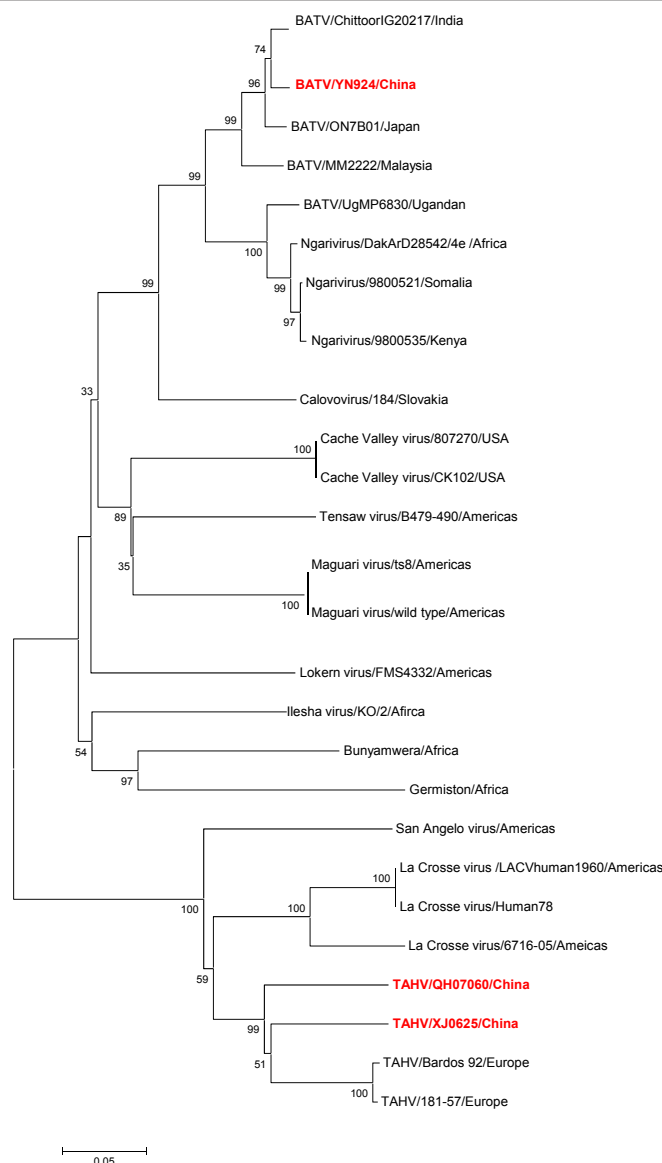 BATV/ChittoorIG20217/India
74
BATV/YN924/China
96
BATV/ON7B01/Japan
99
BATV/MM2222/Malaysia
99
BATV/UgMP6830/Ugandan
100
Ngarivirus/DakArD28542/4e /Africa
99
Ngarivirus/9800521/Somalia
99
97
Ngarivirus/9800535/Kenya
33
Calovovirus/184/Slovakia
Cache Valley virus/807270/USA
100
Cache Valley virus/CK102/USA
89
Tensaw virus/B479-490/Americas
35
Maguari virus/ts8/Americas
100
Maguari virus/wild type/Americas
Lokern virus/FMS4332/Americas
Ilesha virus/KO/2/Afirca
54
Bunyamwera/Africa
97
Germiston/Africa
San Angelo virus/Americas
100
La Crosse virus /LACVhuman1960/Americas
100
La Crosse virus/Human78
100
La Crosse virus/6716-05/Ameicas
59
TAHV/QH07060/China
99
TAHV/XJ0625/China
51
TAHV/Bardos 92/Europe
100
TAHV/181-57/Europe
0.05